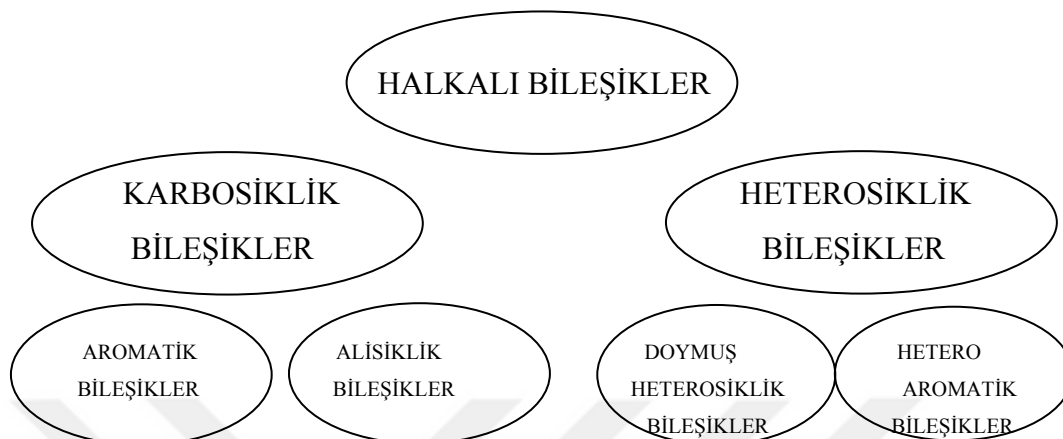 HALKALI BİLEŞİKLER
KARBOSİKLİK
BİLEŞİKLER
HETEROSİKLİK
BİLEŞİKLER
AROMATİK
BİLEŞİKLER
ALİSİKLİK
BİLEŞİKLER
DOYMUŞ
HETEROSİKLİK
BİLEŞİKLER
HETERO
AROMATİK
BİLEŞİKLER